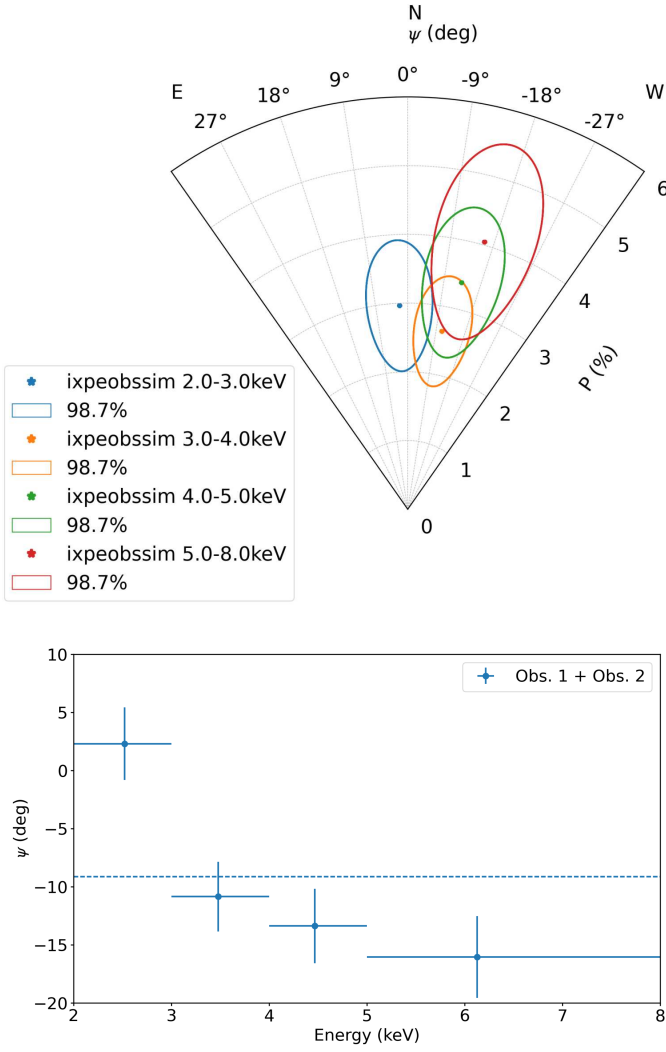 N
ψ (deg)
E
27°
18°
9°
0°
-9°
-18°
-27°
W
6
5
4
3
2
1
0
P (%)
ixpeobssim 2.0-3.0keV
98.7%
ixpeobssim 3.0-4.0keV
98.7%
ixpeobssim 4.0-5.0keV
98.7%
ixpeobssim 5.0-8.0keV
98.7%
Obs. 1 + Obs. 2
10
5
0
−5
−10
−15
−20
ψ (deg)
2
3
4
5
6
7
8
Energy (keV)